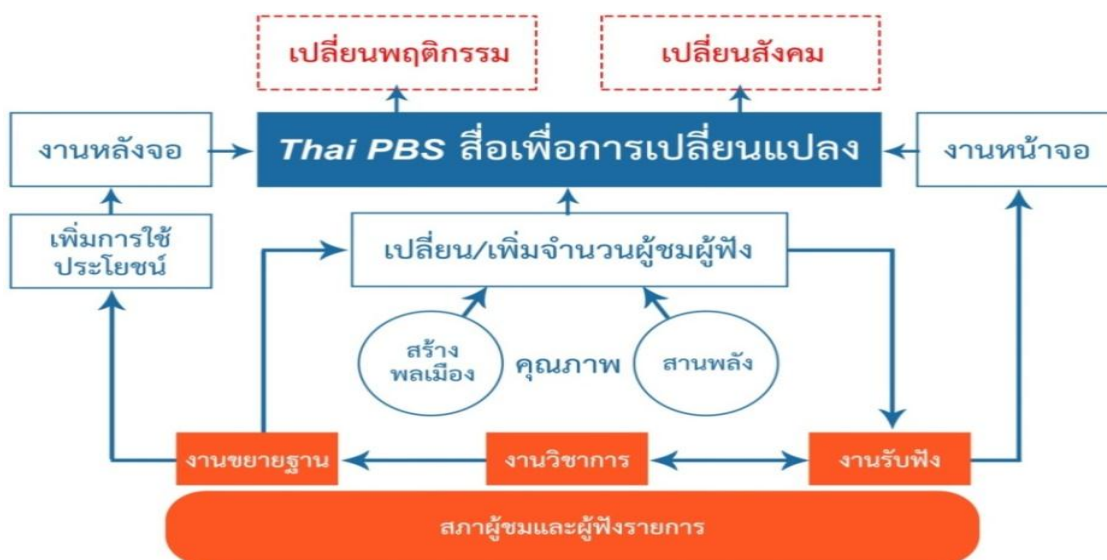 เปลี่ยนพฤติกรรม
เปลี่ยนสังคม
งานหลังจอ
Thai PBS สื่อเพื่อการเปลี่ยนแปลง
งานหน้าจอ
เพิ่มการใช้
ประโยชน์
เปลี่ยน/เพิ่มจำนวนผู้ชมผู้ฟัง
สร้าง
พลเมือง
คุณภาพ
สานพลัง
งานขยายฐาน
งานวิชาการ
งานรับฟัง
สภาผู้ชมและผู้ฟังรายการ